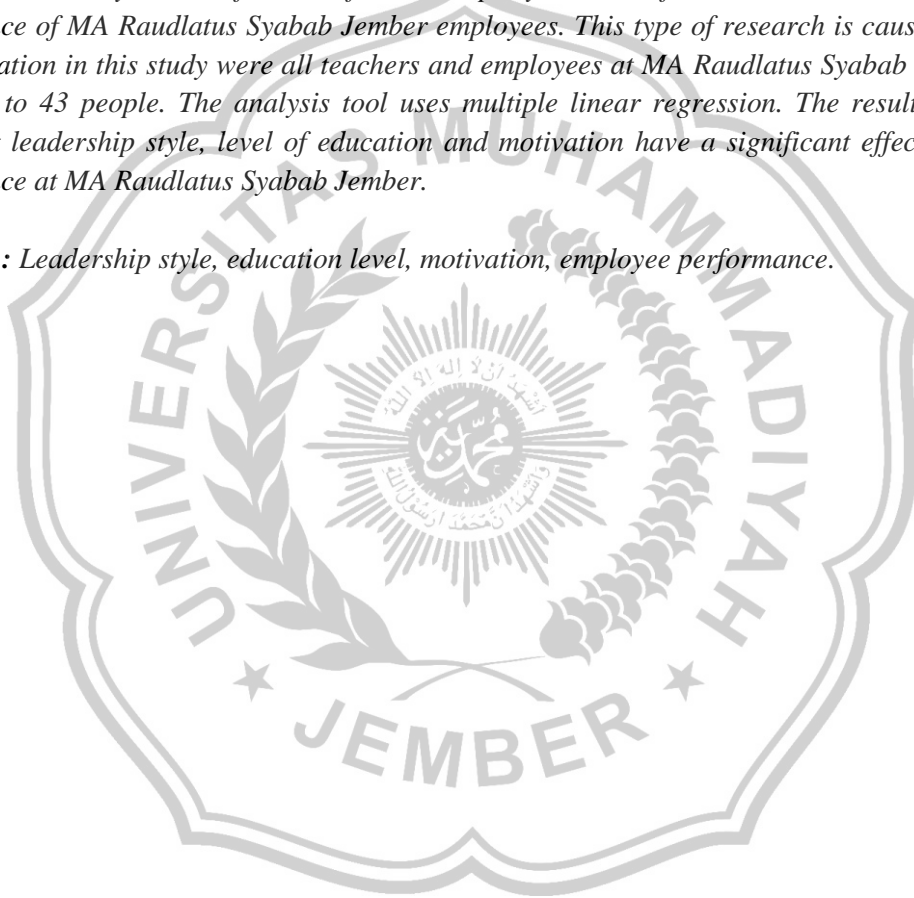 ce of MA Raudlatus Syabab Jember employees. This type of research is caus
ation in this study were all teachers and employees at MA Raudlatus Syabab
to 43 people. The analysis tool uses multiple linear regression. The result
leadership style, level of education and motivation have a significant effec
ce at MA Raudlatus Syabab Jember.
: Leadership style, education level, motivation, employee performance.
UNIVERSITAS MUHAMMADIYAH
JEMBER